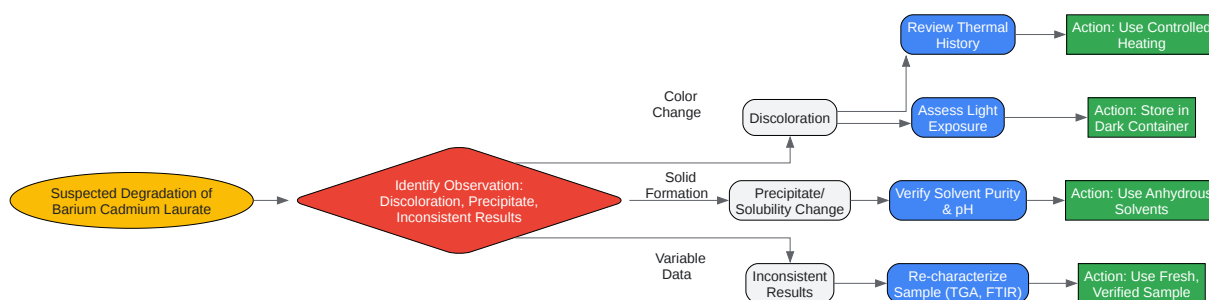 Suspected Degradation of
Barium Cadmium Laurate
Identify Observation:
Discoloration, Precipitate,
Inconsistent Results
Color
Change
Discoloration
Review Thermal
History
Action: Use Controlled
Heating
Assess Light
Exposure
Action: Store in
Dark Container
Solid
Formation
Precipitate/
Solubility Change
Verify Solvent Purity
& pH
Action: Use Anhydrous
Solvents
Variable
Data
Inconsistent
Results
Re-characterize
Sample (TGA, FTIR)
Action: Use Fresh,
Verified Sample